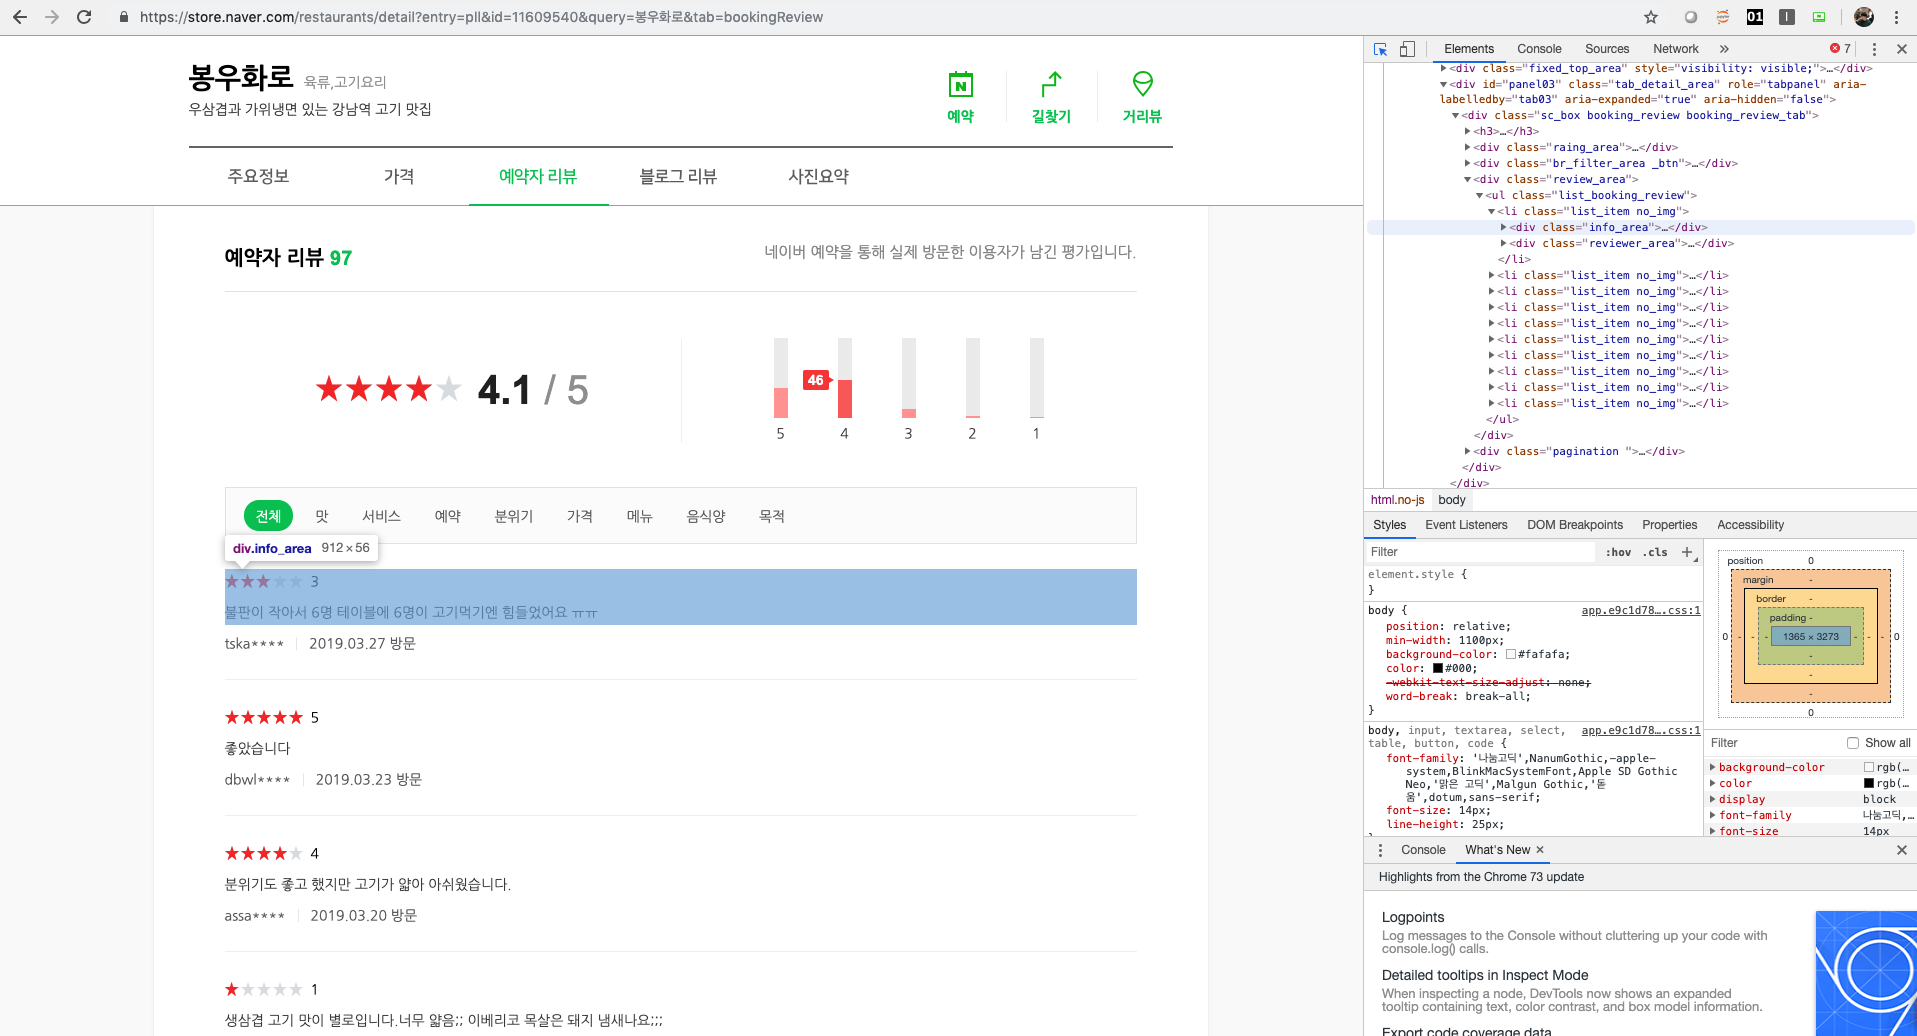 https://store.naver.com/restaurants/detail?entry=pll&id=11609540&query=봉우화로&tab=bookingReview
01
봉우화로 육류,고기요리
우삼겹과 가위냉면 있는 강남역 고기 맛집
N
예약 길찾기 거리뷰
주요정보 가격 예약자 리뷰 블로그 리뷰 사진요약
예약자 리뷰 97 네이버 예약을 통해 실제 방문한 이용자가 남긴 평가입니다.
4.1 / 5
46
5 4 3 2 1
전체 맛 서비스 예약 분위기 가격 메뉴 음식양 목적
div.info_area 912 × 56
3
불판이 작아서 6명 테이블에 6명이 고기먹기엔 힘들었어요 ㅠㅠ
tska**** 2019.03.27 방문
5
좋았습니다
dbwl**** 2019.03.23 방문
4
분위기도 좋고 했지만 고기가 얇아 아쉬웠습니다.
assa**** 2019.03.20 방문
1
생삼겹 고기 맛이 별로입니다.너무 얇음;; 이베리코 목살은 돼지 냄새나요;;;
Elements Console Sources Network » 7
<div class="fixed_top_area" style="visibility: visible;">…</div>
<div id="panel03" class="tab_detail_area" role="tabpanel" aria-
labelledby="tab03" aria-expanded="true" aria-hidden="false">
<div class="sc_box booking_review booking_review_tab">
<h3>…</h3>
<div class="raing_area">…</div>
<div class="br_filter_area _btn">…</div>
<div class="review_area">
<ul class="list_booking_review">
<li class="list_item no_img">
<div class="info_area">…</div>
<div class="reviewer_area">…</div>
</li>
<li class="list_item no_img">…</li>
<li class="list_item no_img">…</li>
<li class="list_item no_img">…</li>
<li class="list_item no_img">…</li>
<li class="list_item no_img">…</li>
<li class="list_item no_img">…</li>
<li class="list_item no_img">…</li>
<li class="list_item no_img">…</li>
<li class="list_item no_img">…</li>
</ul>
</div>
<div class="pagination ">…</div>
</div>
</div>
html.no-js body
Styles Event Listeners DOM Breakpoints Properties Accessibility
Filter :hov .cls +
element.style {
}
body { app.e9c1d78….css:1
position: relative;
min-width: 1100px;
background-color: #fafafa;
color: #000;
-webkit-text-size-adjust: none;
word-break: break-all;
}
body, input, textarea, select, app.e9c1d78….css:1
table, button, code {
font-family: '나눔고딕',NanumGothic,-apple-
system,BlinkMacSystemFont,Apple SD Gothic
Neo,'맑은 고딕',Malgun Gothic,'돋
움',dotum,sans-serif;
font-size: 14px;
line-height: 25px;
}
position 0
margin -
border -
padding -
0 - - - 1365 × 3273 - - - 0
-
-
-
0
Filter Show all
background-color rgb(…
color rgb(…
display block
font-family 나눔고딕,…
font-size 14px
Console What's New ×
Highlights from the Chrome 73 update
Logpoints
Log messages to the Console without cluttering up your code with
console.log() calls.
Detailed tooltips in Inspect Mode
When inspecting a node, DevTools now shows an expanded
tooltip containing text, color contrast, and box model information.
Export code coverage data